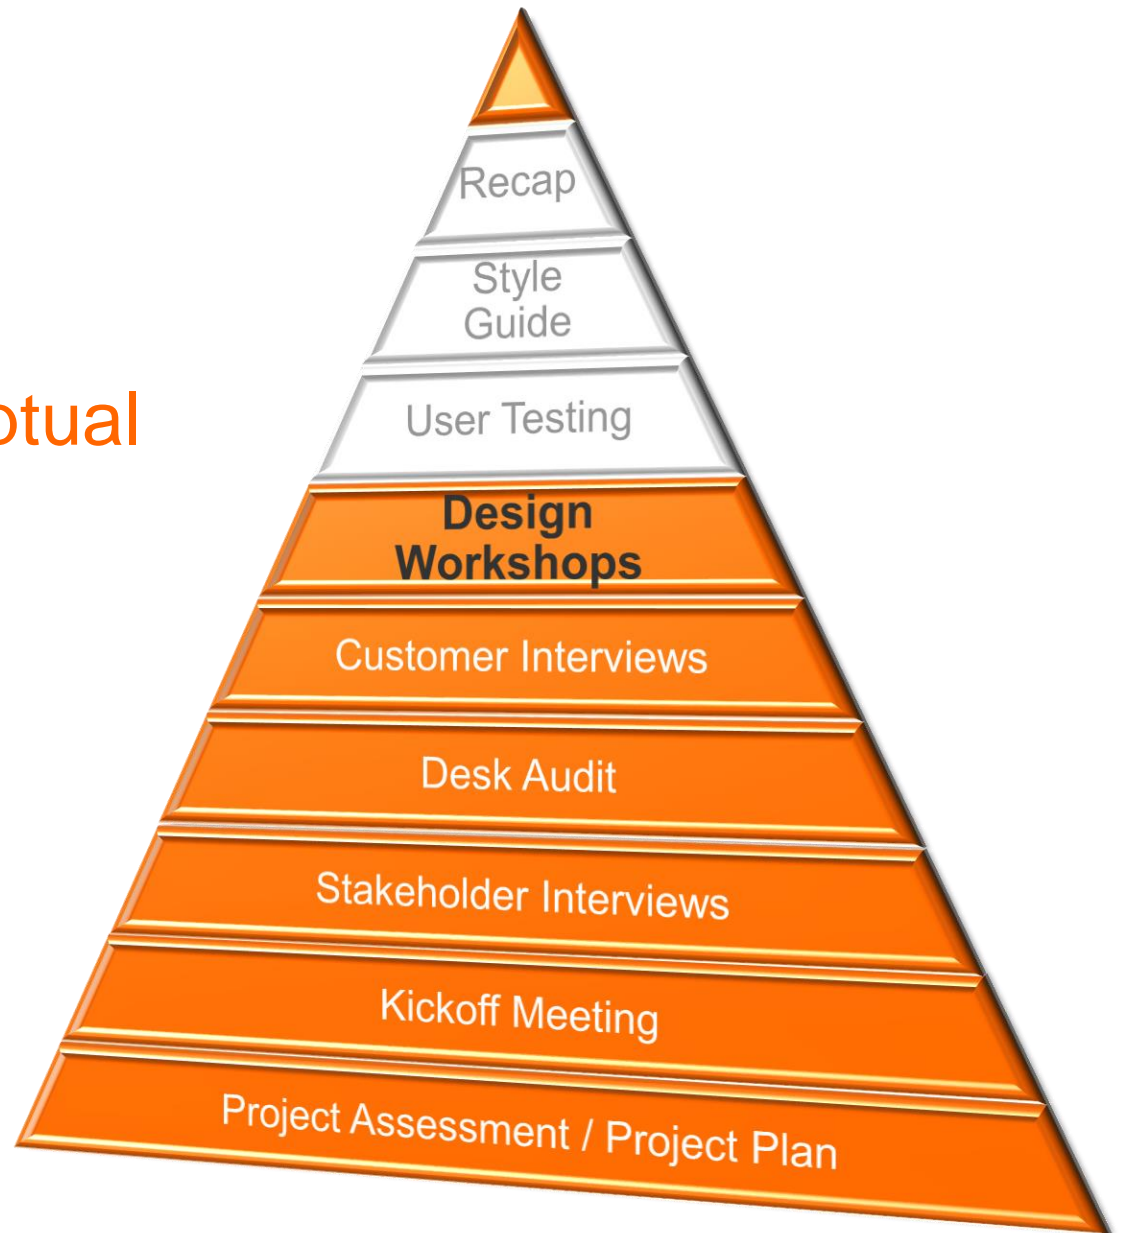 Recap
Style
Guide
otual
User Testing
Design
Workshops
Customer Interviews
Desk Audit
Stakeholder Interviews
Kickoff Meeting
Project Assessment / Project Plan